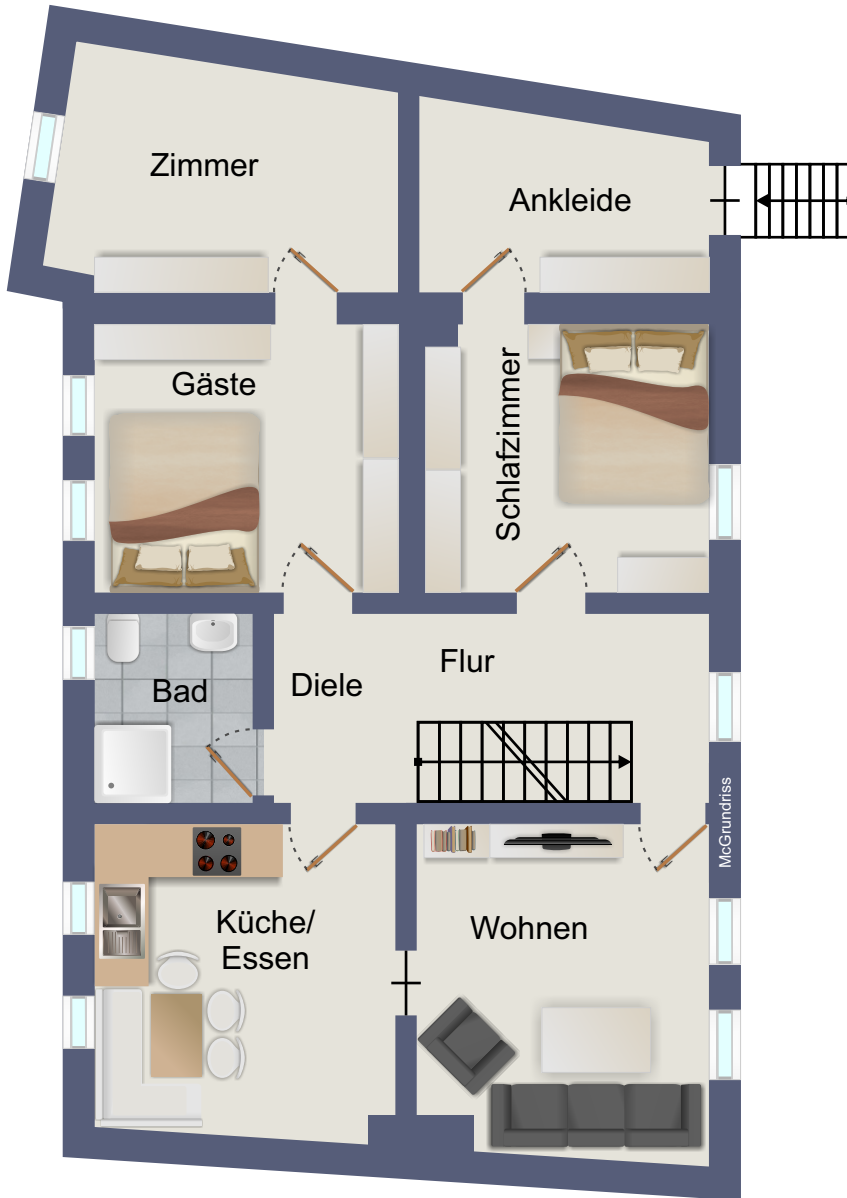 Zimmer
Ankleide
Gäste
Schlafzimmer
Flur
Diele
Bad
McGrundriss
Küche/
Essen
Wohnen